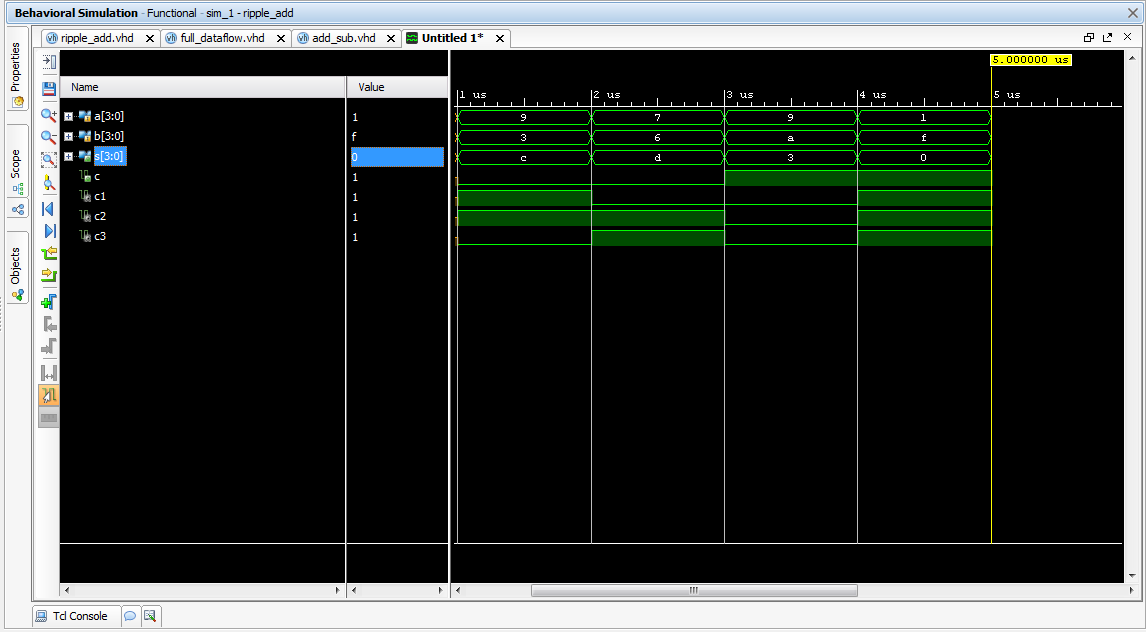 Behavioral Simulation - Functional - sim_1 - ripple_add
Properties
Scope
Objects
ripple_add.vhd
full_dataflow.vhd
add_sub.vhd
Untitled 1*
5.000000 us
Name
Value
1 us
2 us
3 us
4 us
5 us
a[3:0] 1 9 7 9 1
b[3:0] f 3 6 a f
s[3:0] 0 c d 3 0
c 1
c1 1
c2 1
c3 1
Tcl Console